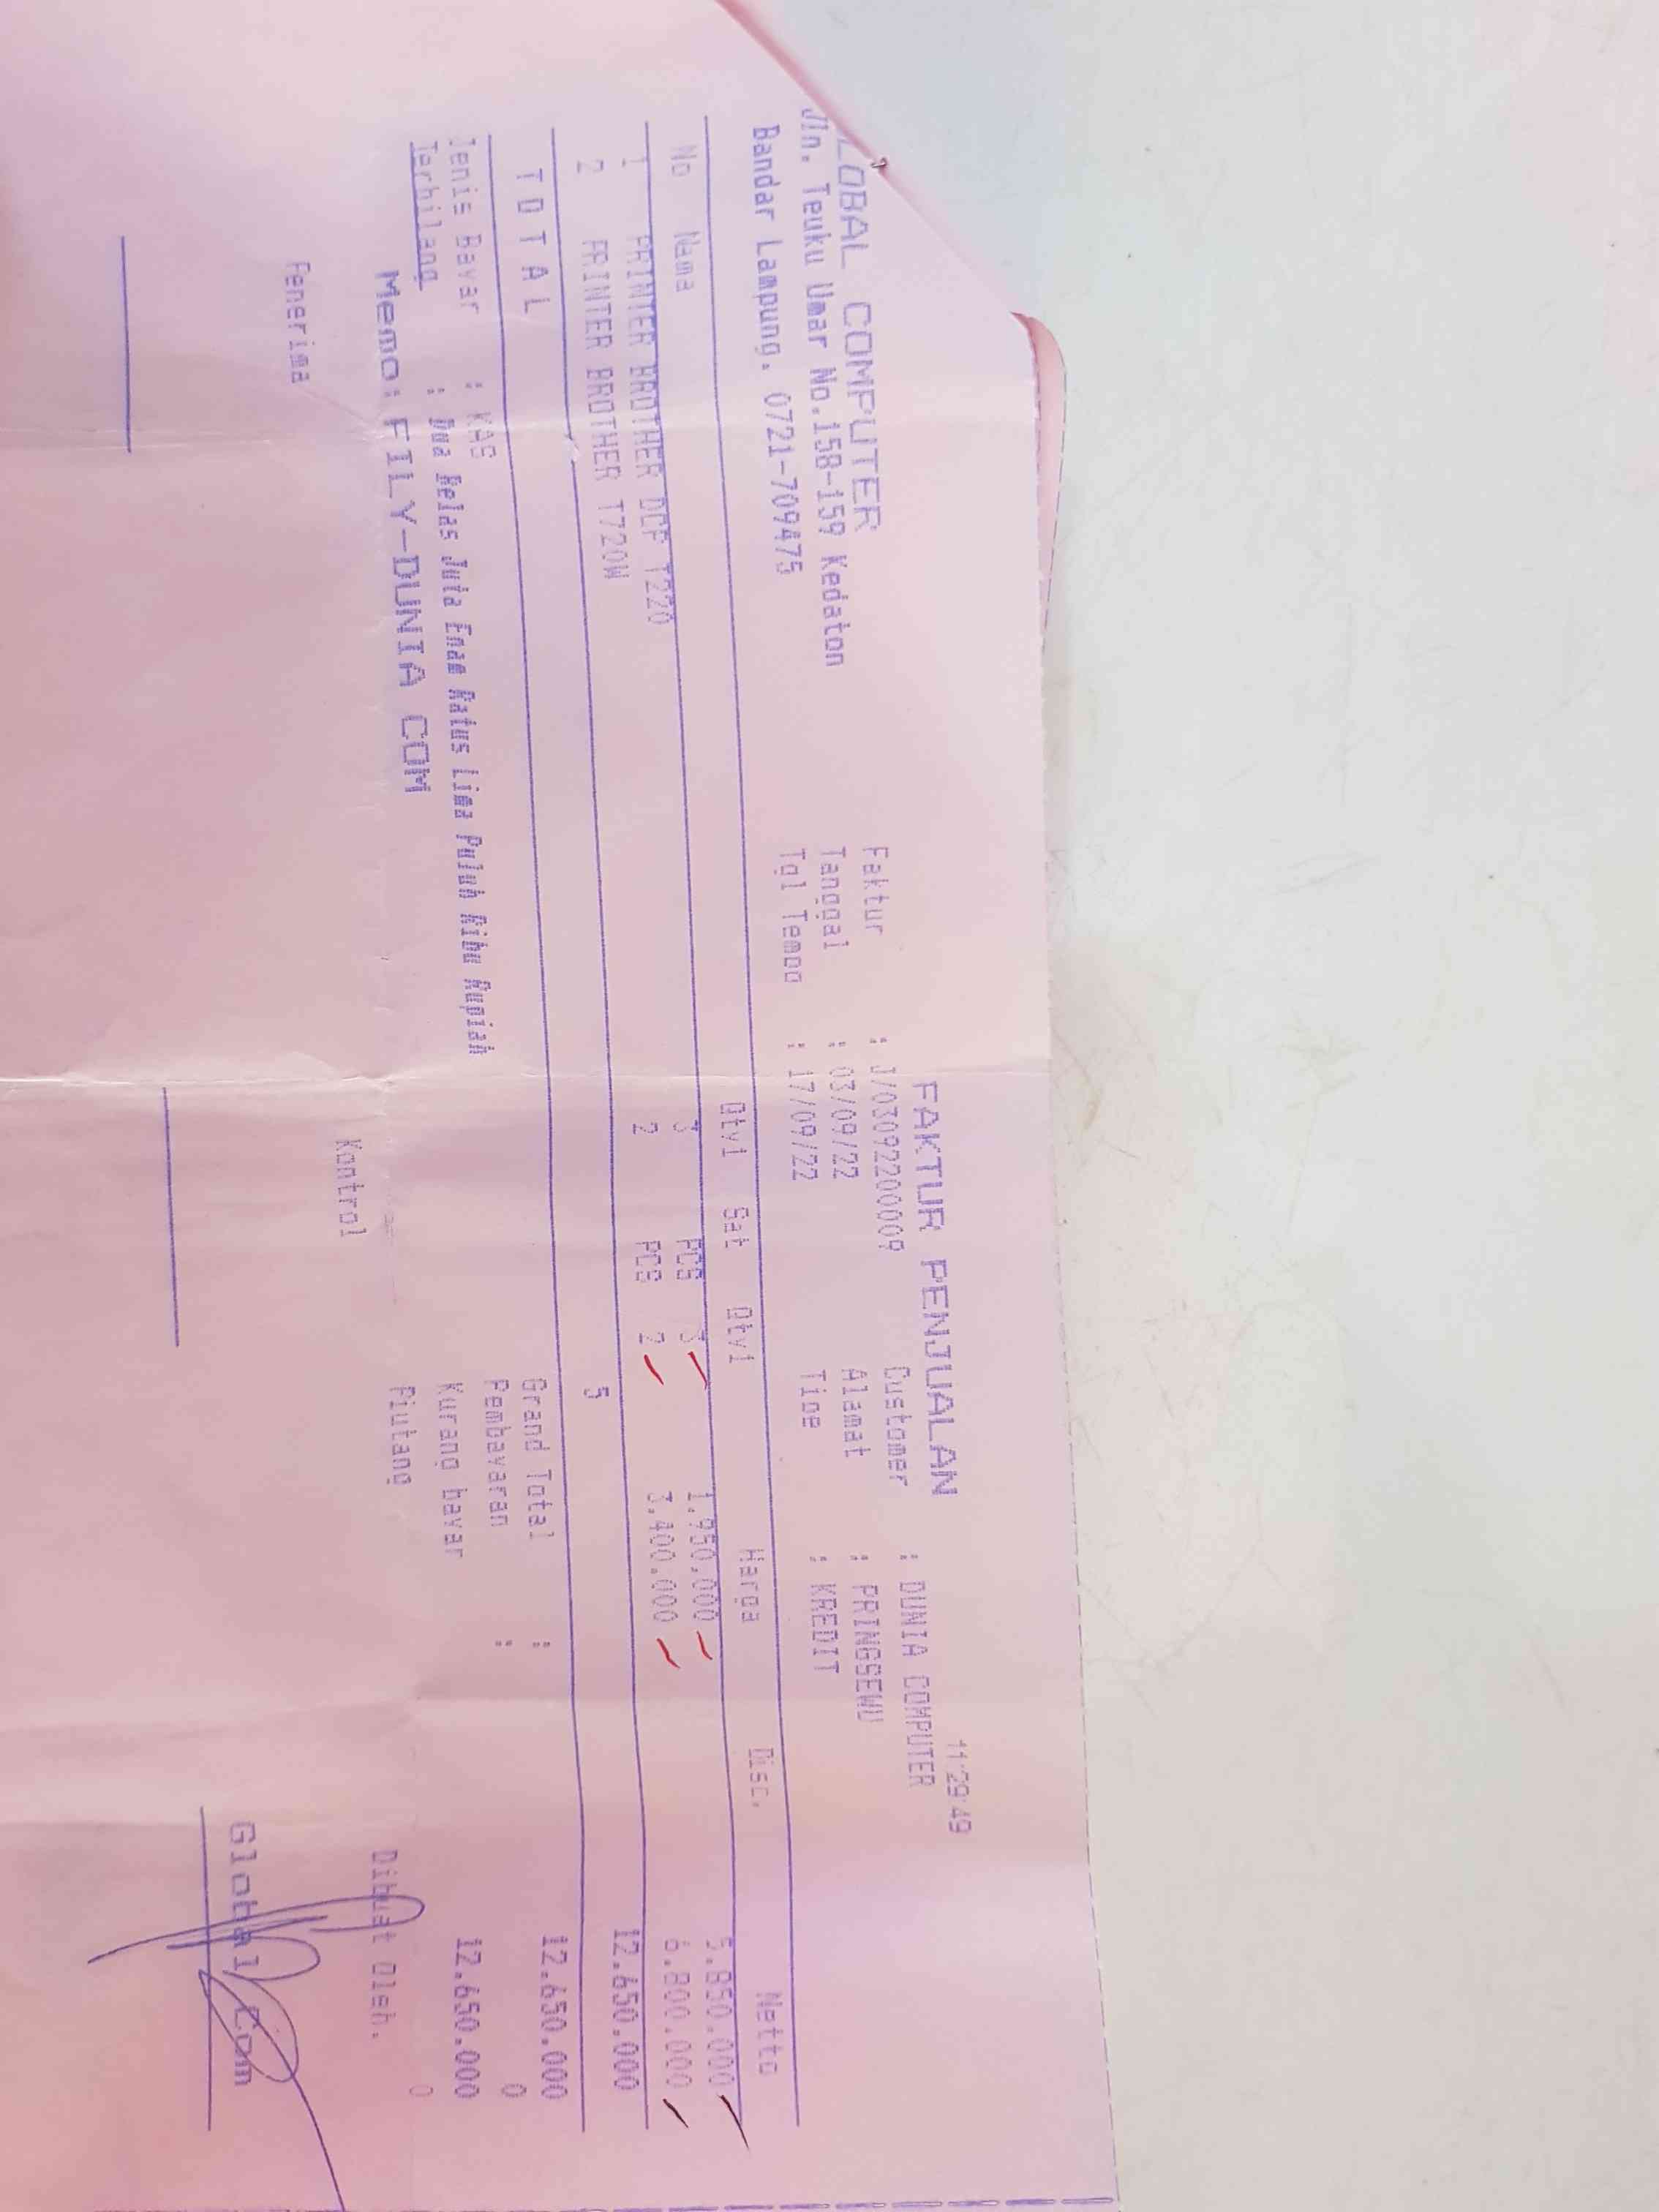 11:29:49
FAKTUR PENJUALAN
LOBAL COMPUTER Faktur : J/0309220009 Customer : DUNIA COMPUTER
Jln. Teuku Umar No.158-159 Kedaton Tanggal : 03/09/22 Alamat : PRINGSEWU
Bandar Lampung. 0721-709475 Tgl Tempo : 17/09/22 Tipe : KREDIT
No Nama Qty1 Sat Qty1 Harga Disc. Netto
1 PRINTER BROTHER DCP T220 3 PCS 3 1.950.000 5.850.000
2 PRINTER BROTHER T720W 2 PCS 2 3.400.000 6.800.000
T O T A L 5 12.650.000
Jenis Bayar : KAS Grand Total : 12.650.000
Terbilang : Dua Belas Juta Enam Ratus Lima Puluh Ribu Rupiah Pembayaran : 0
Memo: FILY-DUNIA COM Kurang bayar 12.650.000
Piutang 0
Penerima Kontrol Dibuat Oleh.
Global Com